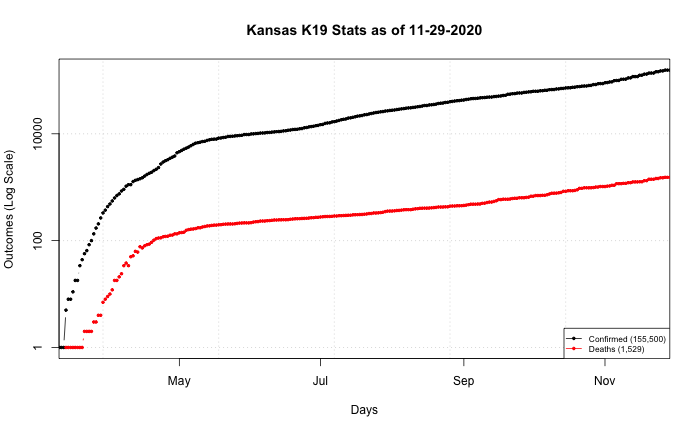 Kansas K19 Stats as of 11-29-2020
Outcomes (Log Scale)
10000
100
1
Confirmed (155,500)
Deaths (1,529)
May Jul Sep Nov
Days